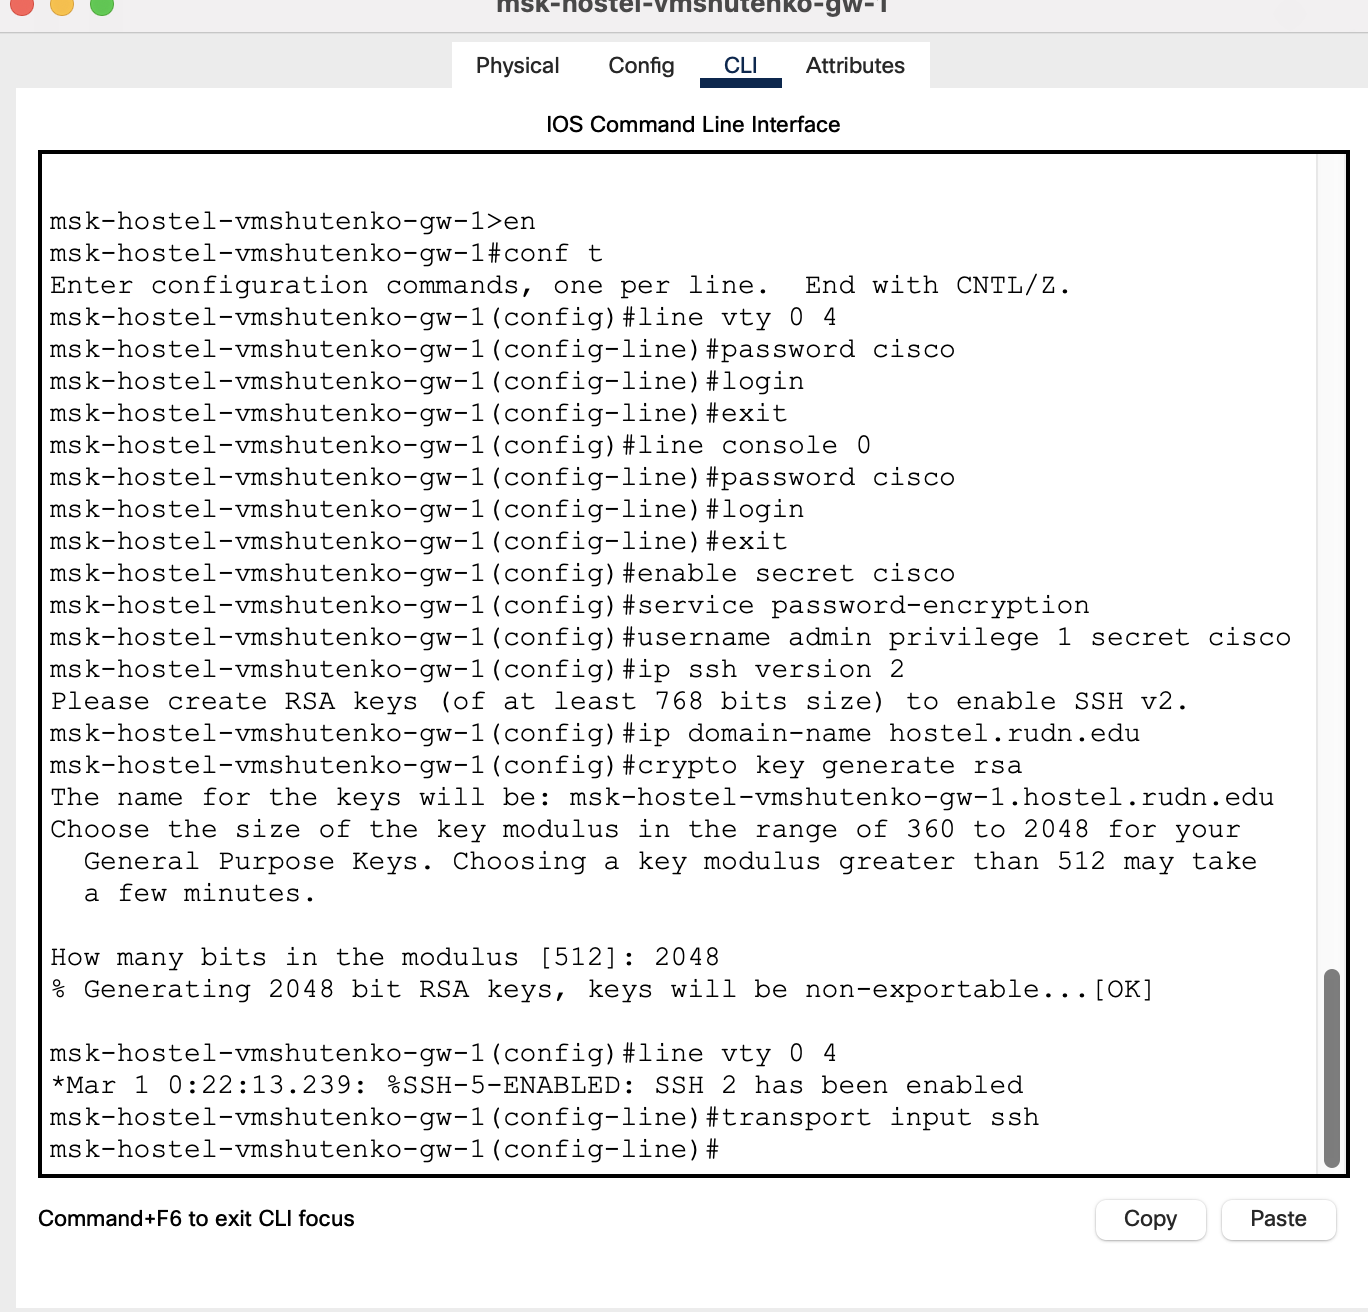 msk-hostel-vmshutenko-gw-1
Physical Config CLI Attributes
IOS Command Line Interface
msk-hostel-vmshutenko-gw-1>en
msk-hostel-vmshutenko-gw-1#conf t
Enter configuration commands, one per line.  End with CNTL/Z.
msk-hostel-vmshutenko-gw-1(config)#line vty 0 4
msk-hostel-vmshutenko-gw-1(config-line)#password cisco
msk-hostel-vmshutenko-gw-1(config-line)#login
msk-hostel-vmshutenko-gw-1(config-line)#exit
msk-hostel-vmshutenko-gw-1(config)#line console 0
msk-hostel-vmshutenko-gw-1(config-line)#password cisco
msk-hostel-vmshutenko-gw-1(config-line)#login
msk-hostel-vmshutenko-gw-1(config-line)#exit
msk-hostel-vmshutenko-gw-1(config)#enable secret cisco
msk-hostel-vmshutenko-gw-1(config)#service password-encryption
msk-hostel-vmshutenko-gw-1(config)#username admin privilege 1 secret cisco
msk-hostel-vmshutenko-gw-1(config)#ip ssh version 2
Please create RSA keys (of at least 768 bits size) to enable SSH v2.
msk-hostel-vmshutenko-gw-1(config)#ip domain-name hostel.rudn.edu
msk-hostel-vmshutenko-gw-1(config)#crypto key generate rsa
The name for the keys will be: msk-hostel-vmshutenko-gw-1.hostel.rudn.edu
Choose the size of the key modulus in the range of 360 to 2048 for your
  General Purpose Keys. Choosing a key modulus greater than 512 may take
  a few minutes.
How many bits in the modulus [512]: 2048
% Generating 2048 bit RSA keys, keys will be non-exportable...[OK]
msk-hostel-vmshutenko-gw-1(config)#line vty 0 4
*Mar 1 0:22:13.239: %SSH-5-ENABLED: SSH 2 has been enabled
msk-hostel-vmshutenko-gw-1(config-line)#transport input ssh
msk-hostel-vmshutenko-gw-1(config-line)#
Command+F6 to exit CLI focus
Copy Paste